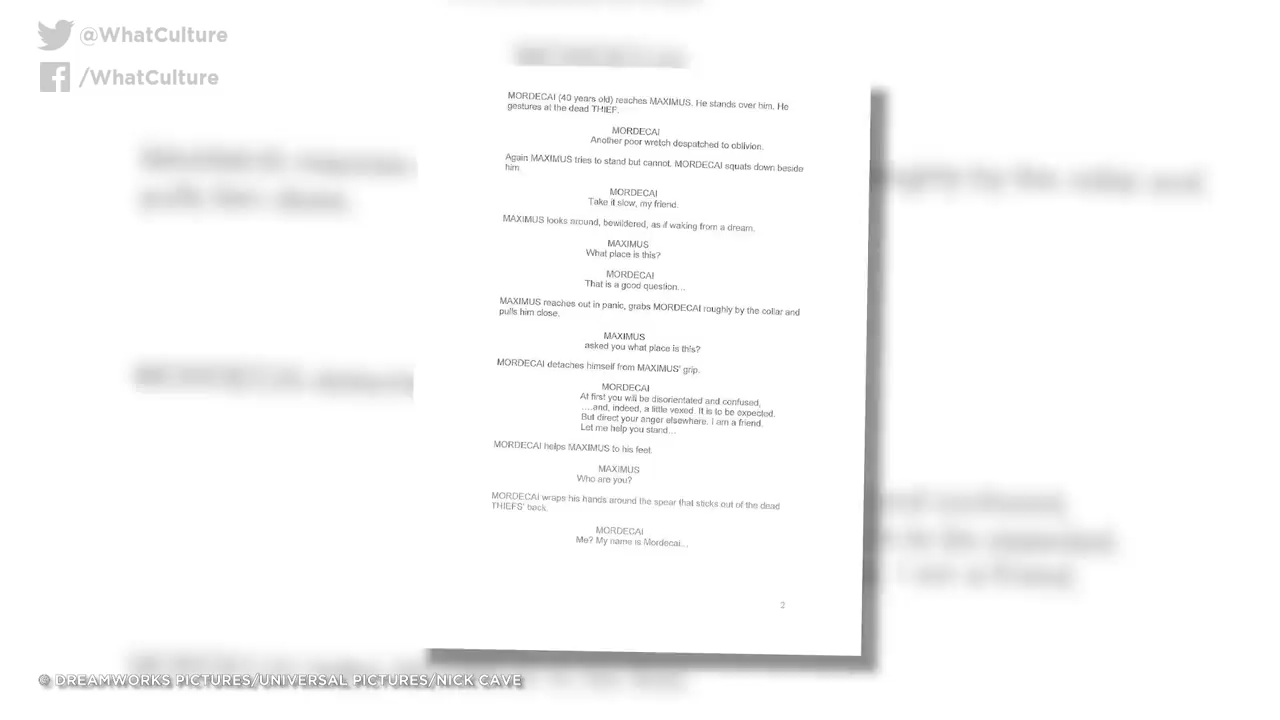 @WhatCulture
/WhatCulture
MORDECAI (40 years old) reaches MAXIMUS. He stands over him. He
gestures at the dead THIEF.
MORDECAI
Another poor wretch despatched to oblivion.
Again MAXIMUS tries to stand but cannot. MORDECAI squats down beside
him.
MORDECAI
Take it slow, my friend.
MAXIMUS looks around, bewildered, as if waking from a dream.
MAXIMUS
What place is this?
MORDECAI
That is a good question...
MAXIMUS reaches out in panic, grabs MORDECAI roughly by the collar and
pulls him close.
MAXIMUS
asked you what place is this?
MORDECAI detaches himself from MAXIMUS' grip.
MORDECAI
At first you will be disorientated and confused,
....and, indeed, a little vexed. It is to be expected.
But direct your anger elsewhere. I am a friend.
Let me help you stand...
MORDECAI helps MAXIMUS to his feet.
MAXIMUS
Who are you?
MORDECAI wraps his hands around the spear that sticks out of the dead
THIEFS' back.
MORDECAI
Me? My name is Mordecai...
2
© DREAMWORKS PICTURES/UNIVERSAL PICTURES/NICK CAVE